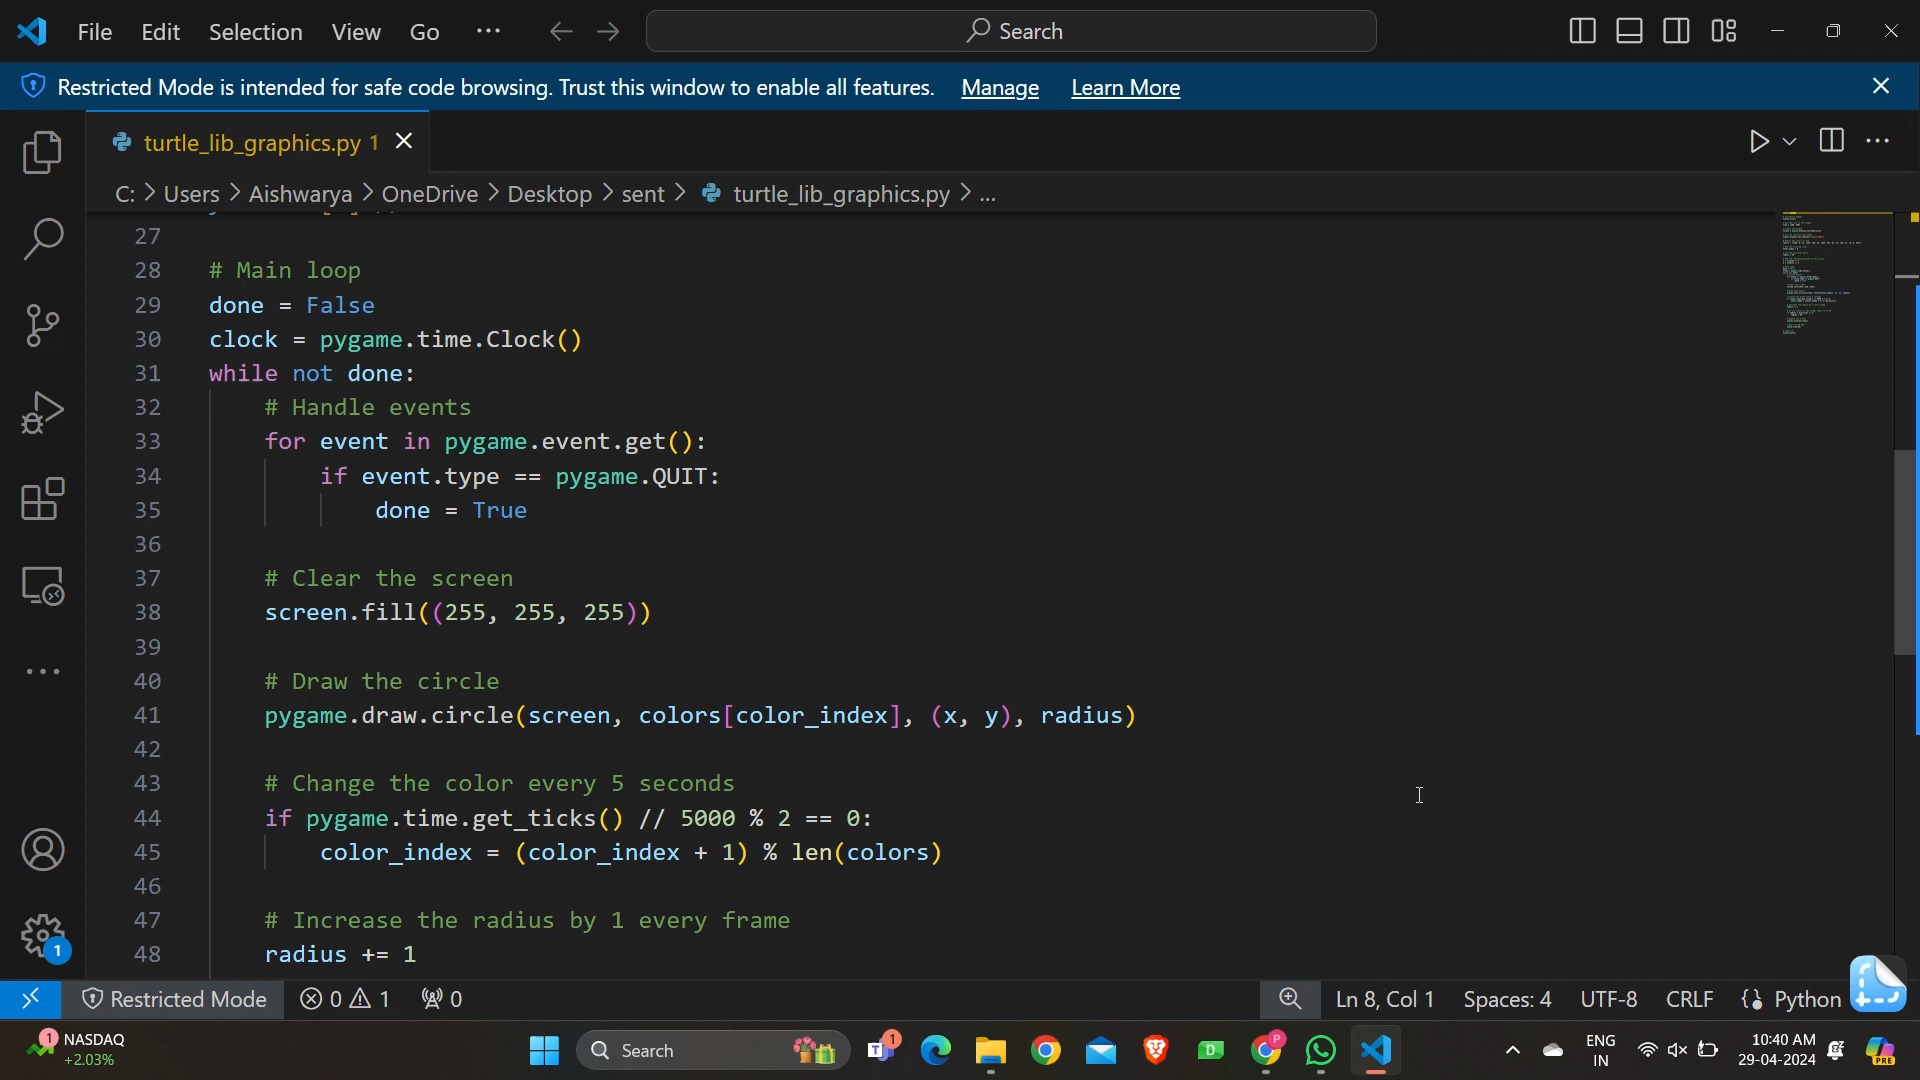 File Edit Selection View Go ··· Search
Restricted Mode is intended for safe code browsing. Trust this window to enable all features. Manage Learn More
turtle_lib_graphics.py 1
C: > Users > Aishwarya > OneDrive > Desktop > sent > turtle_lib_graphics.py > ...
27
28 # Main loop
29 done = False
30 clock = pygame.time.Clock()
31 while not done:
32     # Handle events
33     for event in pygame.event.get():
34         if event.type == pygame.QUIT:
35             done = True
36
37     # Clear the screen
38     screen.fill((255, 255, 255))
39
40     # Draw the circle
41     pygame.draw.circle(screen, colors[color_index], (x, y), radius)
42
43     # Change the color every 5 seconds
44     if pygame.time.get_ticks() // 5000 % 2 == 0:
45         color_index = (color_index + 1) % len(colors)
46
47     # Increase the radius by 1 every frame
48     radius += 1
1
Restricted Mode 0 1 0 Ln 8, Col 1 Spaces: 4 UTF-8 CRLF Python
1 NASDAQ
+2.03%
Search
1
P
ENG
IN
10:40 AM
29-04-2024
PRE